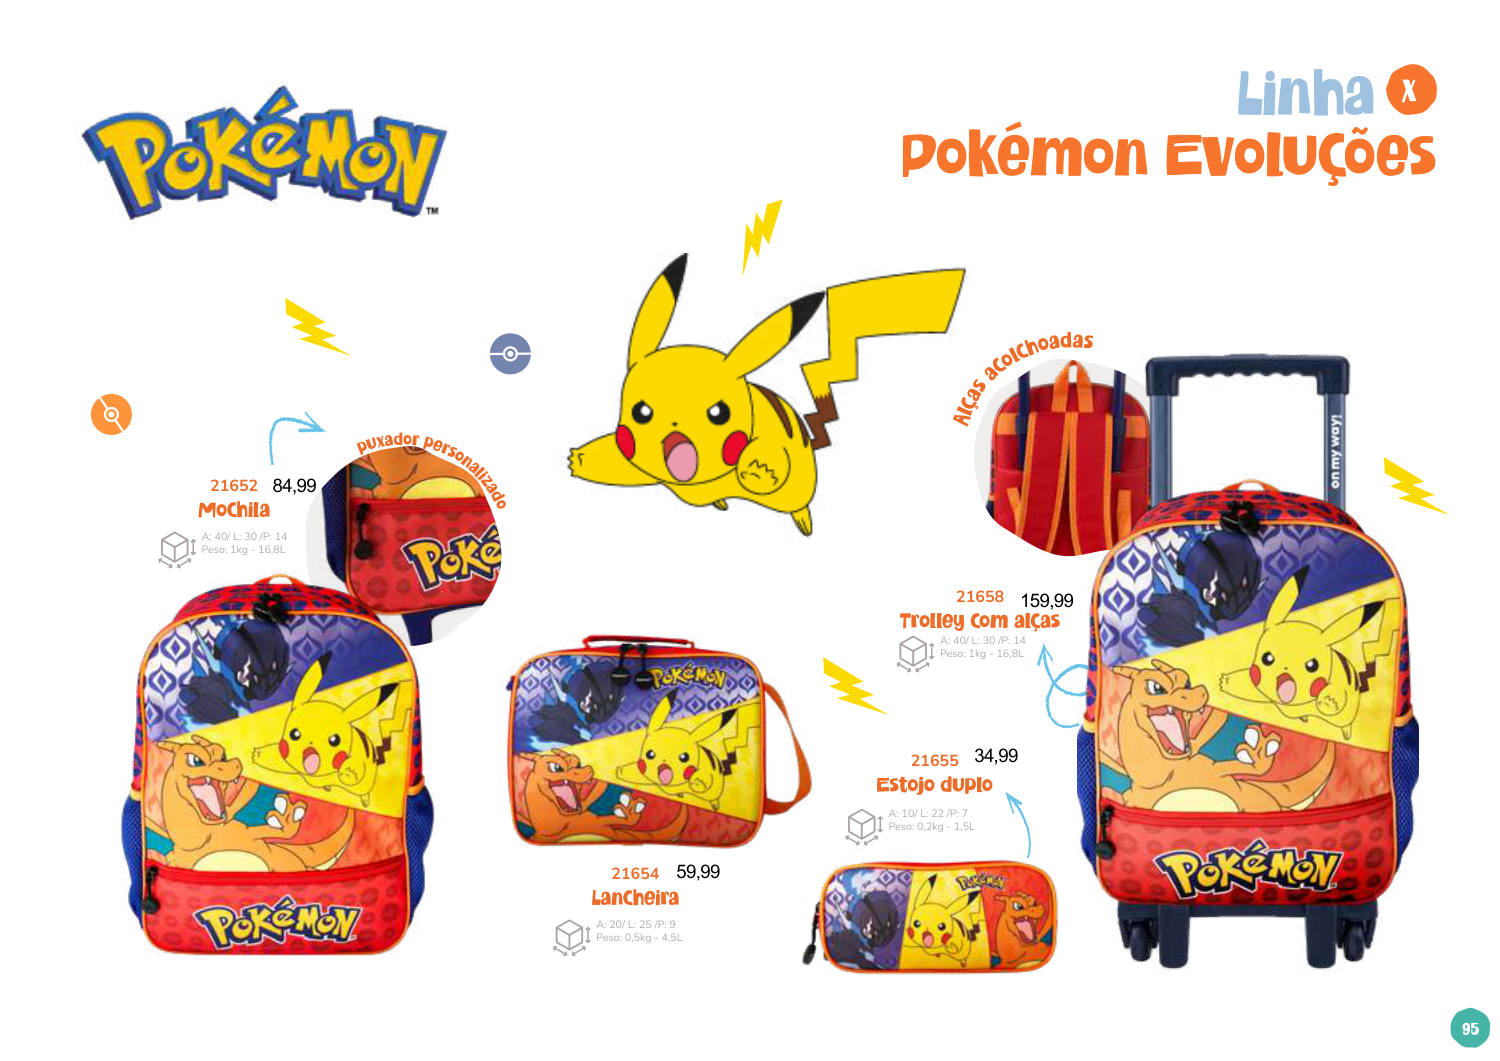 POKÉMON
TM
Linha X
Pokémon Evoluções
Alças acolchoadas
on my way!
puxador personalizado
21652 84,99
Mochila
A: 40/ L: 30 /P: 14
Peso: 1kg - 16,8L
POKÉ
21658 159,99
Trolley com alças
A: 40/ L: 30 /P: 14
Peso: 1kg - 16,8L
POKÉMON
21655 34,99
Estojo duplo
A: 10/ L: 22 /P: 7
Peso: 0,2kg - 1,5L
21654 59,99
Lancheira
A: 20/ L: 25 /P: 9
Peso: 0,5kg - 4,5L
POKÉMON
POKÉMON
POKÉMON
95